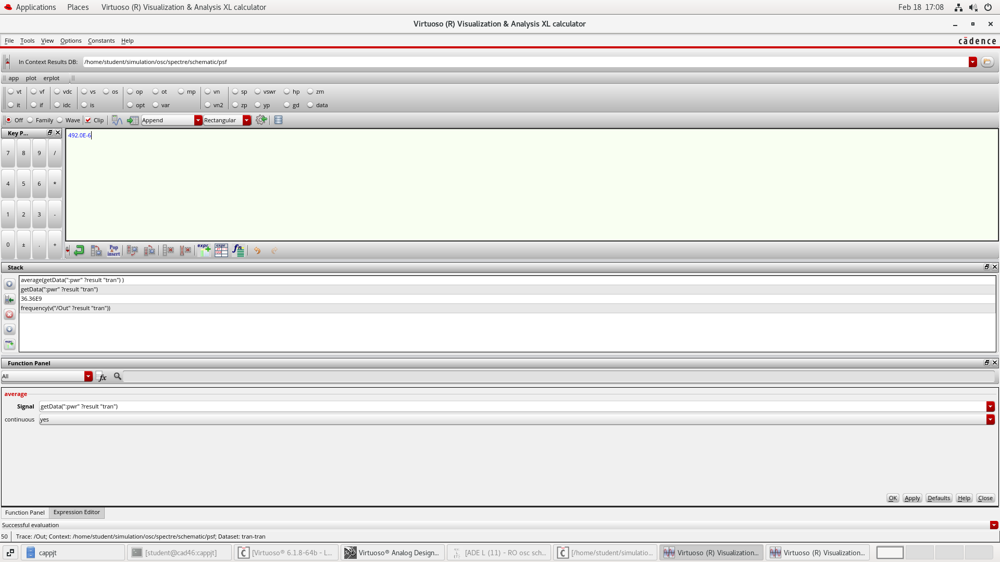 Applications Places Virtuoso (R) Visualization & Analysis XL calculator Feb 18 17:08
Virtuoso (R) Visualization & Analysis XL calculator
File Tools View Options Constants Help cādence
In Context Results DB: /home/student/simulation/osc/spectre/schematic/psf
app plot erplot
vt vf vdc vs os op ot mp vn sp vswr hp zm
it if idc is opt var vn2 zp yp gd data
Off Family Wave Clip Append Rectangular
Key P...
492.0E-6
7 8 9 /
4 5 6 *
1 2 3 -
0 ± . +
Pop & insert expr expr fn
Stack
average(getData(":pwr" ?result "tran") )
getData(":pwr" ?result "tran")
36.36E9
frequency(v("/Out" ?result "tran"))
expr
Function Panel
All fx
average
Signal getData(":pwr" ?result "tran")
continuous yes
OK Apply Defaults Help Close
Function Panel Expression Editor
Successful evaluation
50 Trace: /Out; Context: /home/student/simulation/osc/spectre/schematic/psf; Dataset: tran-tran
cappjt [student@cad46:cappjt] [Virtuoso® 6.1.8-64b - L... Virtuoso® Analog Design... [ADE L (11) - RO osc sch... [/home/student/simulatio... Virtuoso (R) Visualization... Virtuoso (R) Visualization...